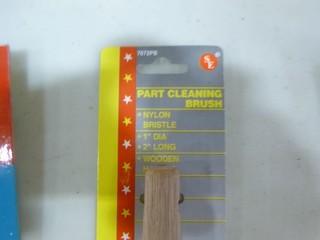 7072PB
SE
PART CLEANING
BRUSH
• NYLON
BRISTLE
• 1" DIA
• 2" LONG
• WOODEN